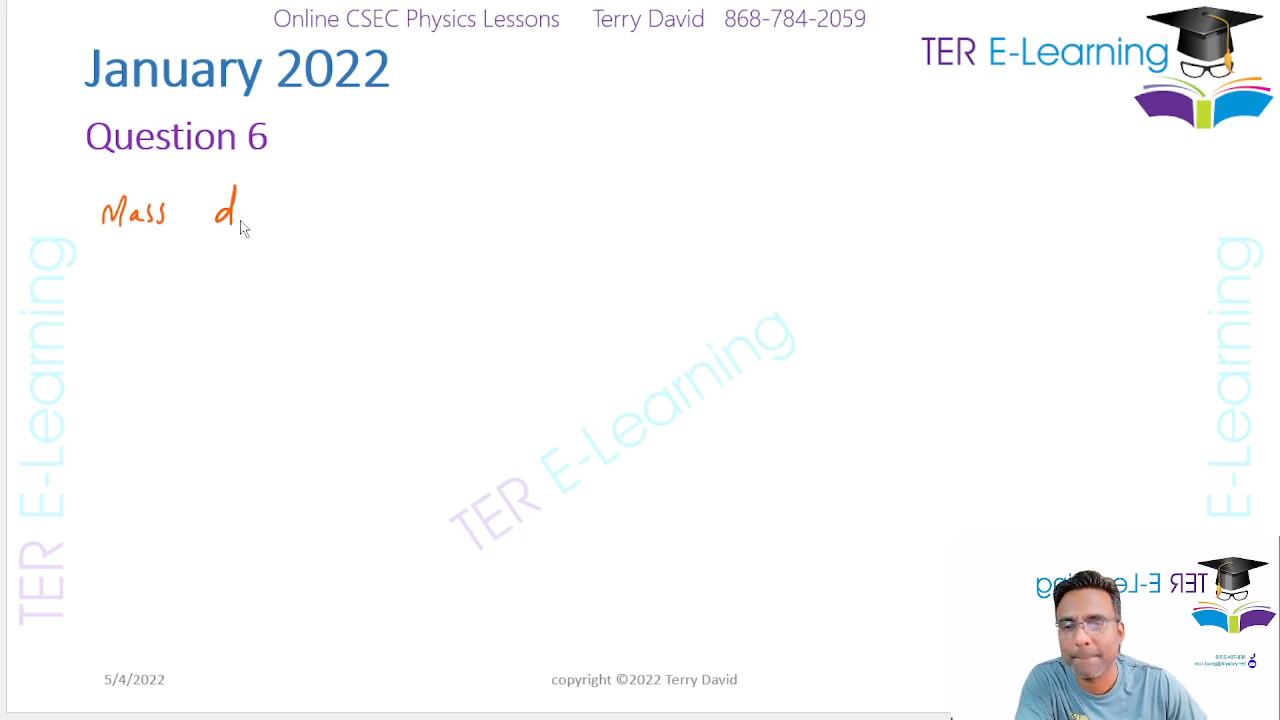 Online CSEC Physics Lessons Terry David 868-784-2059
TER E-Learning
January 2022
Question 6
Mass d
TER E-Learning
TER E-Learning
E-Learning
TER E-Learning
5/4/2022
copyright ©2022 Terry David